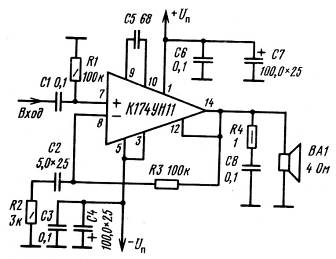 C5 68
+Uп
R1
100к
9
10
1
C6
0,1
+ C7
100,0×25
C1 0,1
7
+
К174УН11
14
Вход
8
−
12
5
3
R4
1
C2
5,0×25
R3 100к
BA1
4 Ом
C8
0,1
R2
3к
C3
0,1
C4
100,0×25
+
−Uп